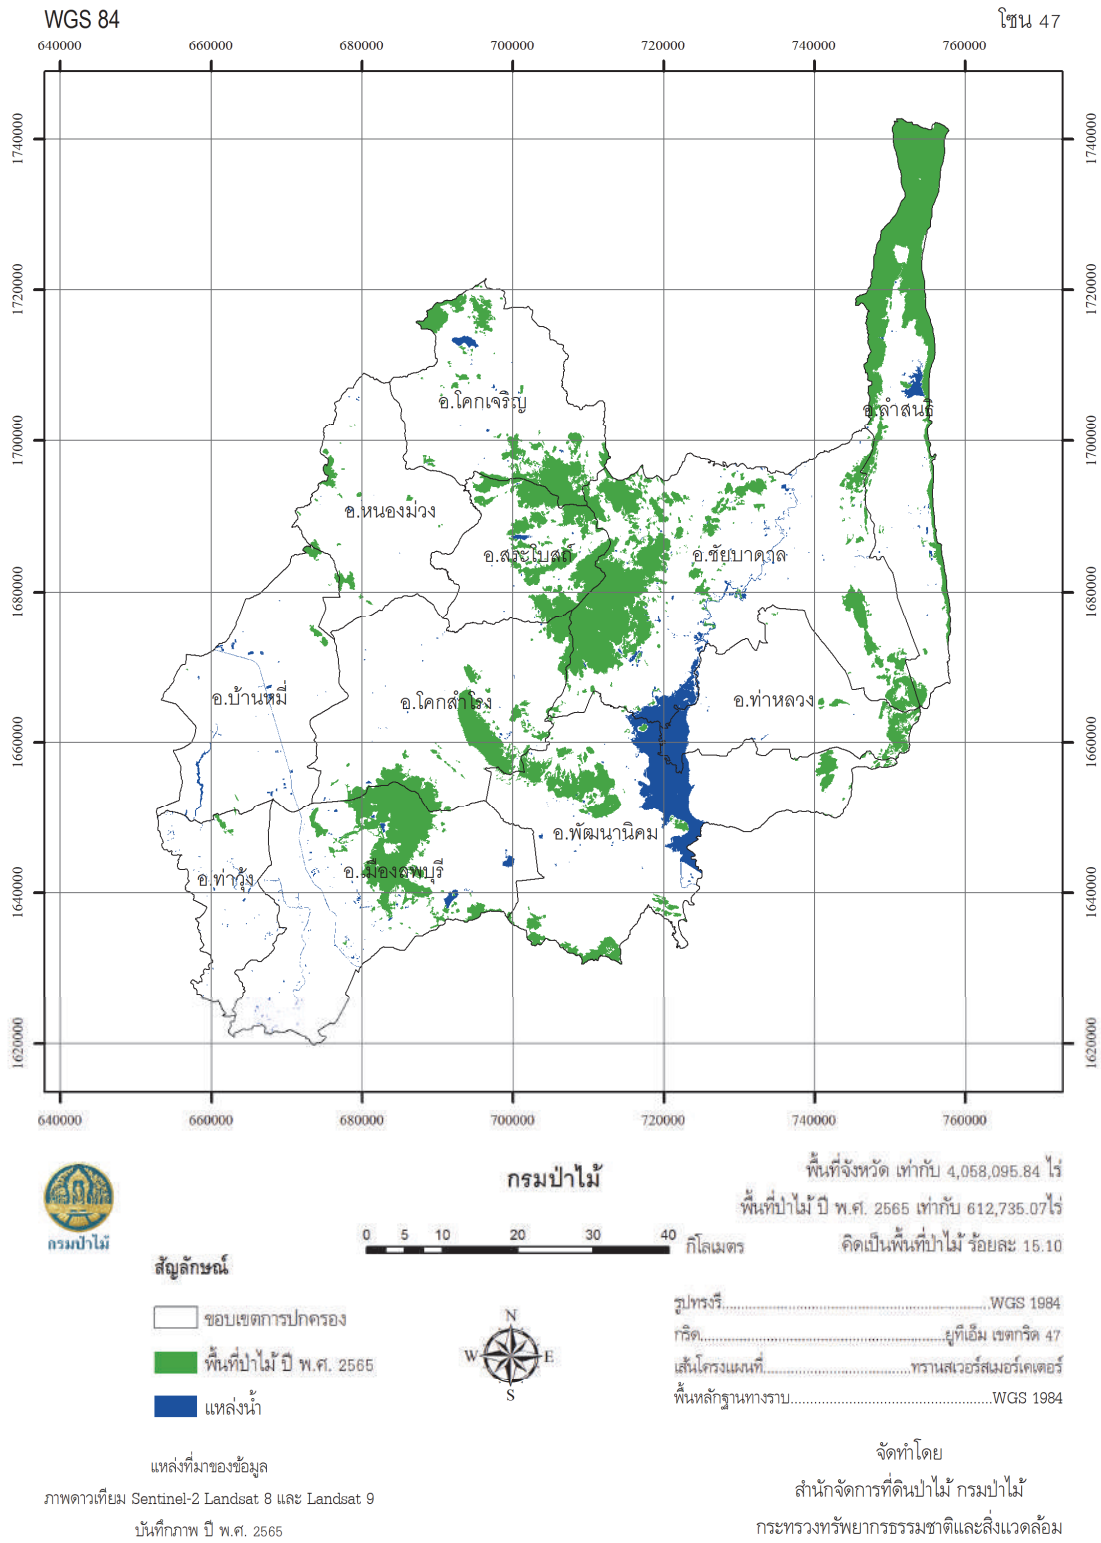 WGS 84
โซน 47
640000 660000 680000 700000 720000 740000 760000
1740000 1740000
1720000 1720000
อ.โคกเจริญ
อ.ลำสนธิ
1700000 1700000
อ.หนองม่วง
อ.สระโบสถ์
อ.ชัยบาดาล
1680000 1680000
อ.บ้านหมี่
อ.โคกสำโรง
อ.ท่าหลวง
1660000 1660000
อ.พัฒนานิคม
อ.ท่าวุ้ง
อ.เมืองลพบุรี
1640000 1640000
1620000 1620000
640000 660000 680000 700000 720000 740000 760000
กรมป่าไม้
กรมป่าไม้
พื้นที่จังหวัด เท่ากับ 4,058,095.84 ไร่
พื้นที่ป่าไม้ ปี พ.ศ. 2565 เท่ากับ 612,735.07ไร่
คิดเป็นพื้นที่ป่าไม้ ร้อยละ 15.10
0 5 10 20 30 40
กิโลเมตร
สัญลักษณ์
ขอบเขตการปกครอง
พื้นที่ป่าไม้ ปี พ.ศ. 2565
แหล่งน้ำ
N
W E
S
รูปทรงรี...WGS 1984
กริด...ยูทีเอ็ม เขตกริด 47
เส้นโครงแผนที่...ทรานสเวอร์สเมอร์เคเตอร์
พื้นหลักฐานทางราบ...WGS 1984
แหล่งที่มาของข้อมูล
ภาพดาวเทียม Sentinel-2 Landsat 8 และ Landsat 9
บันทึกภาพ ปี พ.ศ. 2565
จัดทำโดย
สำนักจัดการที่ดินป่าไม้ กรมป่าไม้
กระทรวงทรัพยากรธรรมชาติและสิ่งแวดล้อม